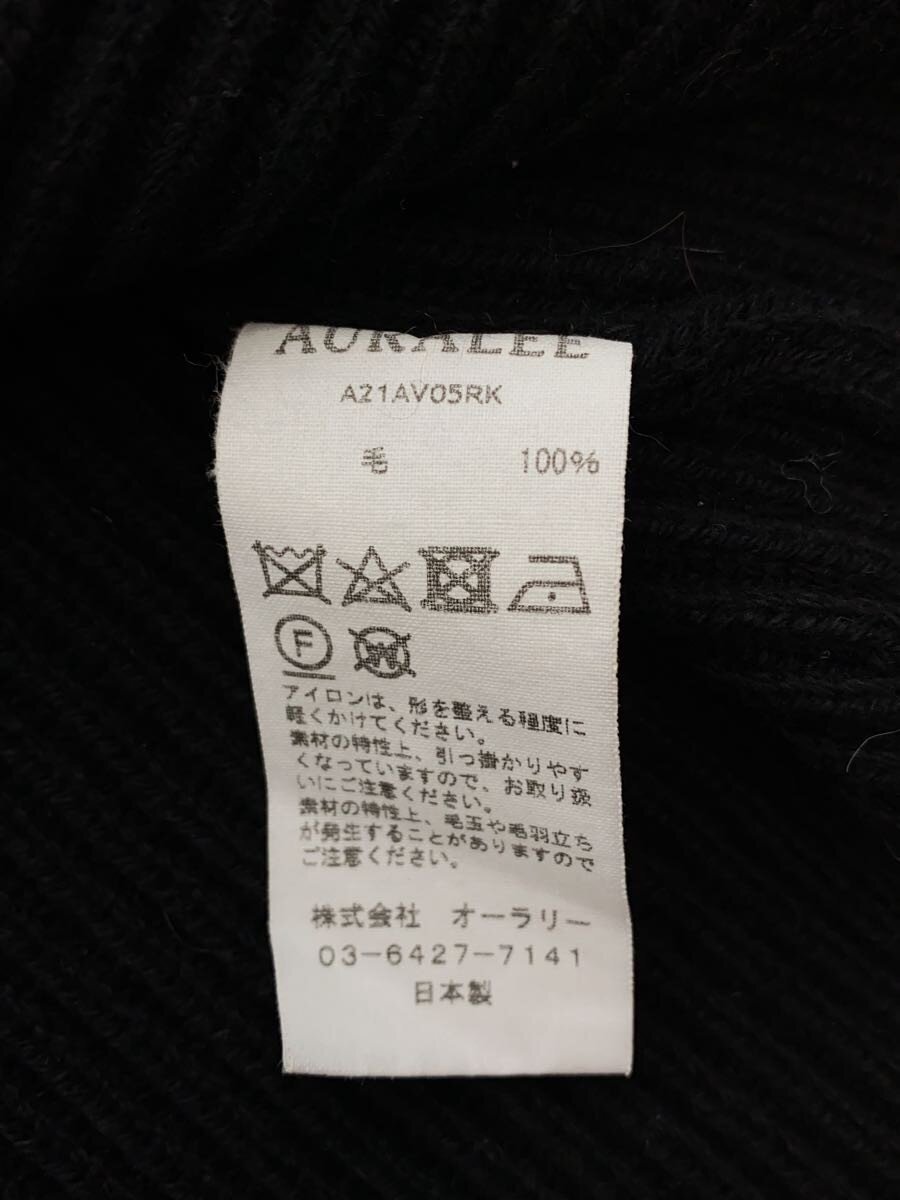 AURALEE
A21AV05RK
毛 100%
F
W
アイロンは、形を整える程度に
軽くかけてください。
素材の特性上、引っ掛かりやす
くなっていますので、お取り扱
いにご注意ください。
素材の特性上、毛玉や毛羽立ち
が発生することがありますので
ご注意ください。
株式会社 オーラリー
03-6427-7141
日本製